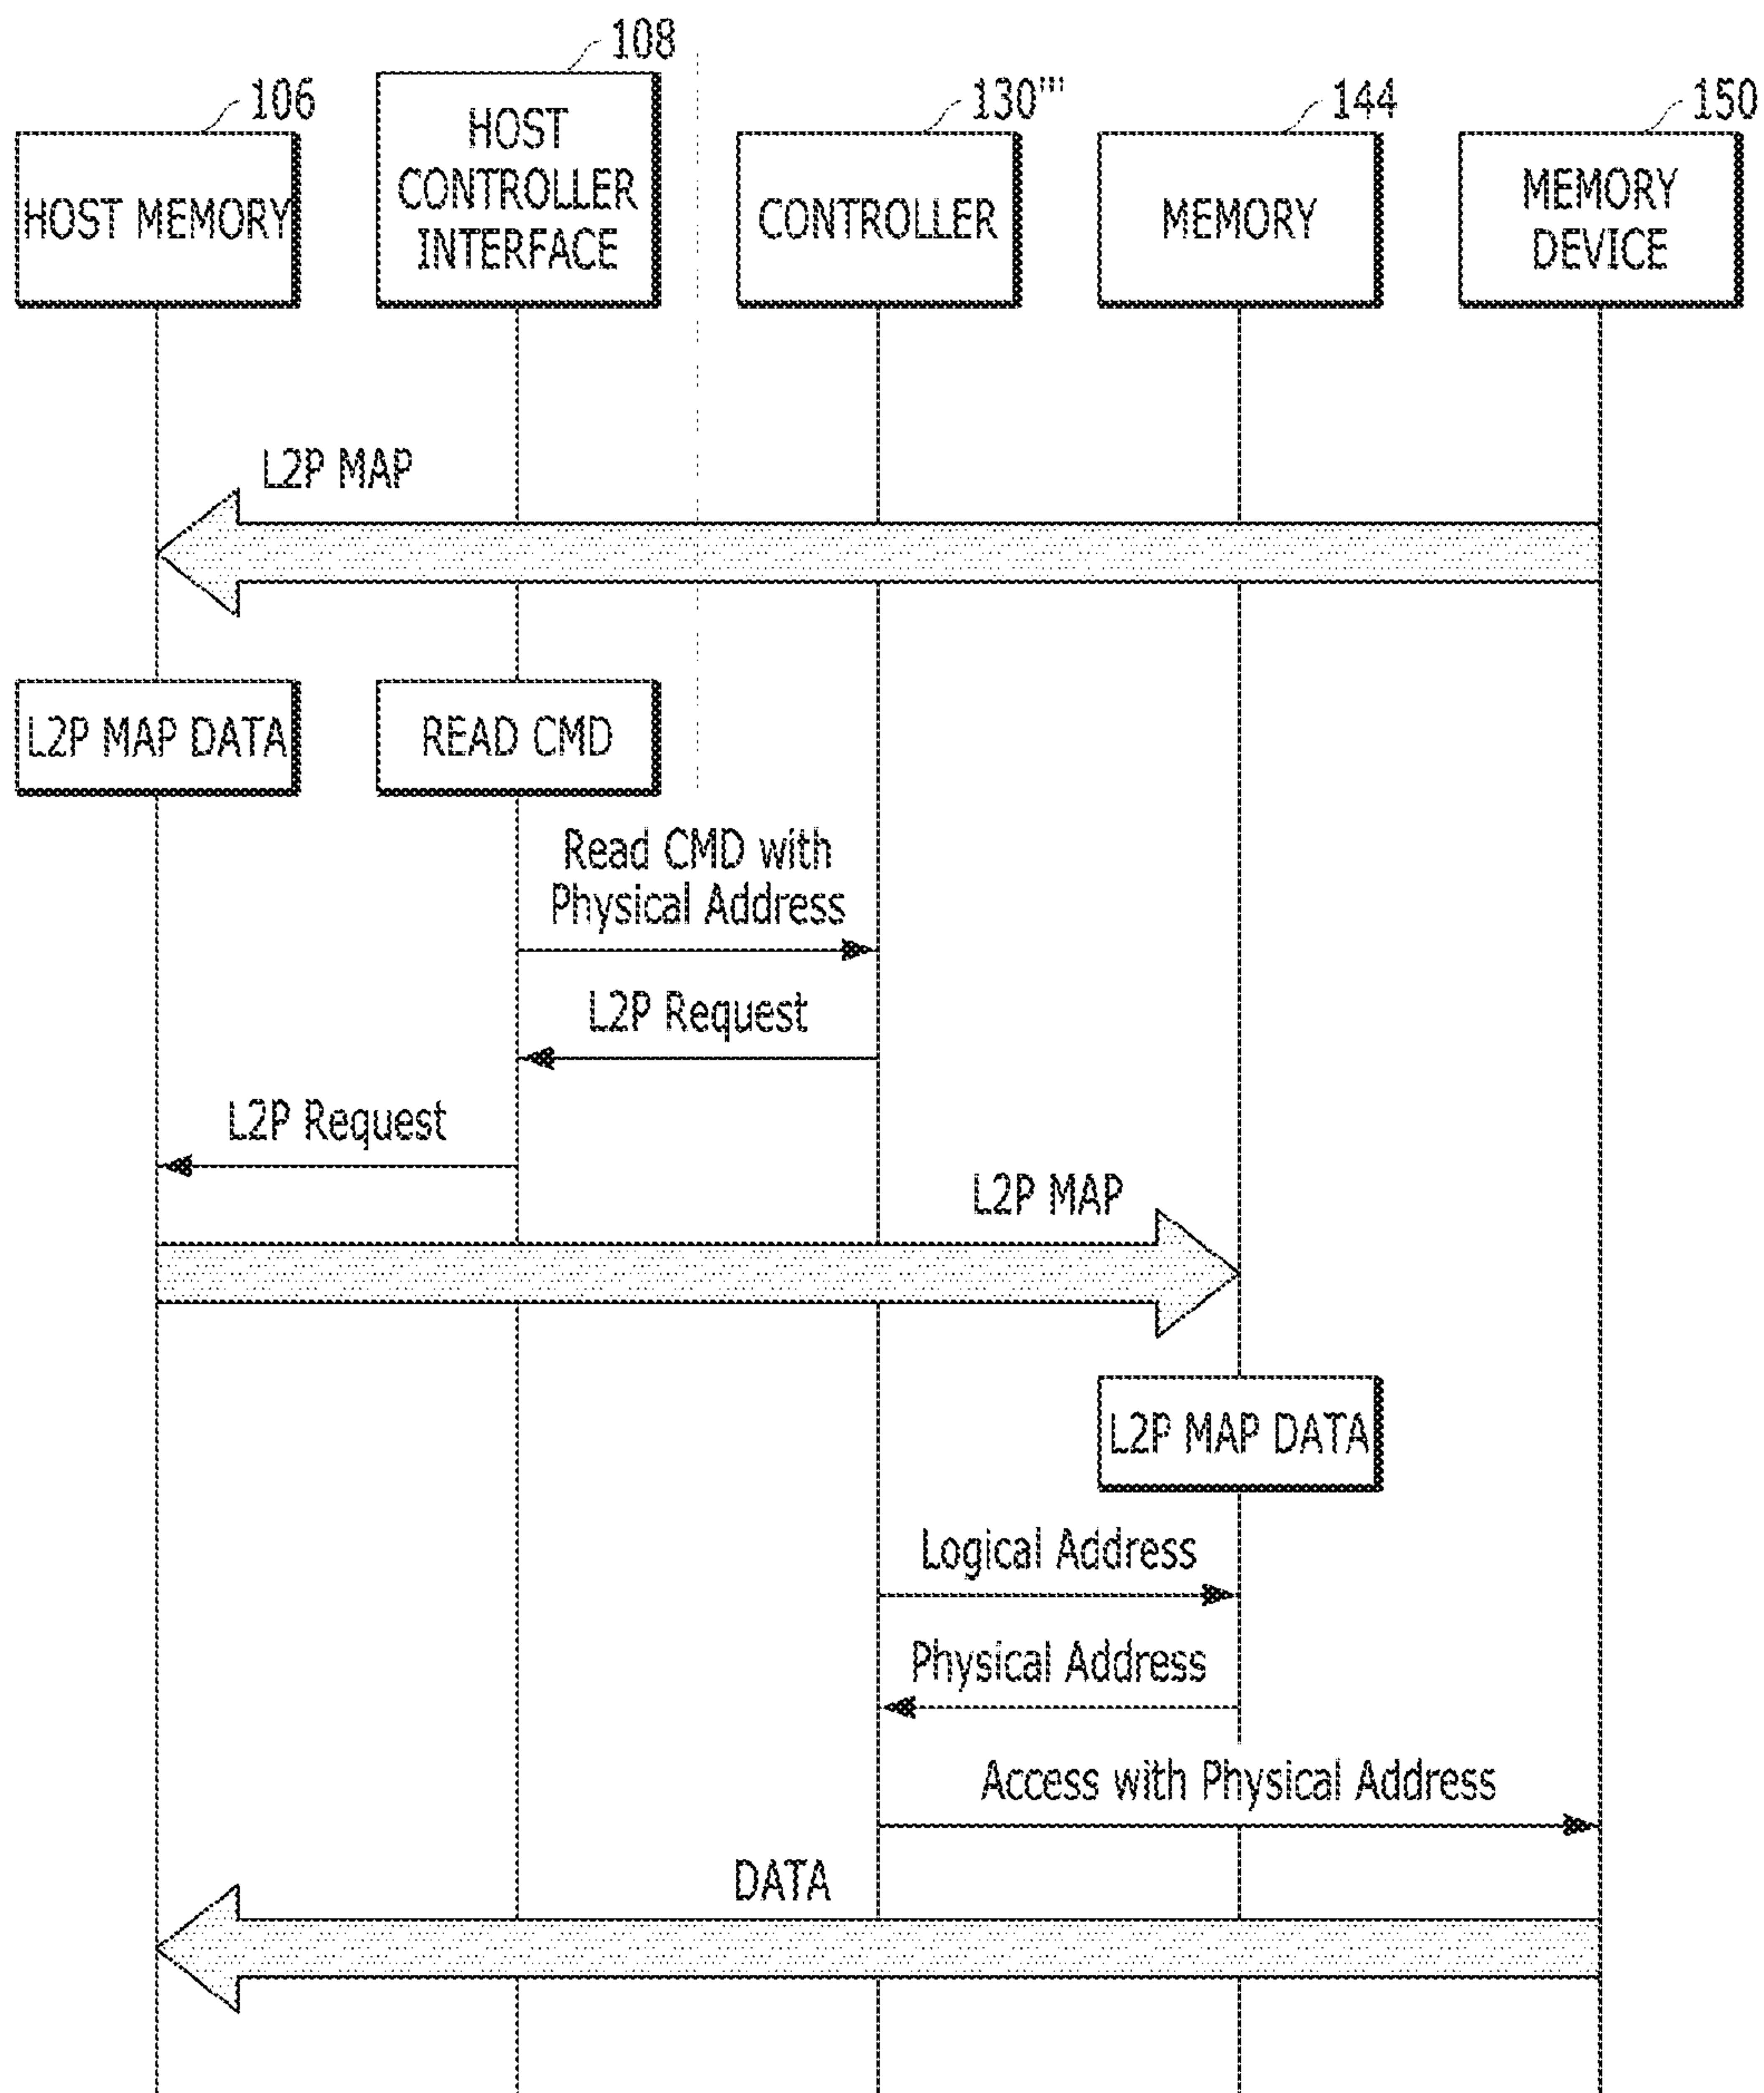 108
106
130'''
144
150
HOST MEMORY
HOST
CONTROLLER
INTERFACE
CONTROLLER
MEMORY
MEMORY
DEVICE
L2P MAP
L2P MAP DATA
READ CMD
Read CMD with
Physical Address
L2P Request
L2P Request
L2P MAP
L2P MAP DATA
Logical Address
Physical Address
Access with Physical Address
DATA